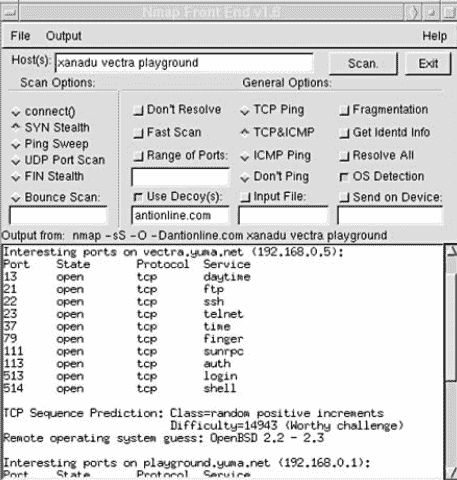 Nmap Front End v1.6
File Output Help
Host(s): xanadu vectra playground Scan. Exit
Scan Options: General Options:
connect() Don't Resolve TCP Ping Fragmentation
SYN Stealth Fast Scan TCP&ICMP Get Identd Info
Ping Sweep Range of Ports: ICMP Ping Resolve All
UDP Port Scan Don't Ping OS Detection
FIN Stealth Use Decoy(s): Input File: Send on Device:
Bounce Scan: antionline.com
Output from: nmap -sS -O -Dantionline.com xanadu vectra playground
Interesting ports on vectra.yuma.net (192.168.0.5):
Port State Protocol Service
13 open tcp daytime
21 open tcp ftp
22 open tcp ssh
23 open tcp telnet
37 open tcp time
79 open tcp finger
111 open tcp sunrpc
113 open tcp auth
513 open tcp login
514 open tcp shell
TCP Sequence Prediction: Class=random positive increments
Difficulty=14943 (Worthy challenge)
Remote operating system guess: OpenBSD 2.2 - 2.3
Interesting ports on playground.yuma.net (192.168.0.1):
Port State Protocol Service